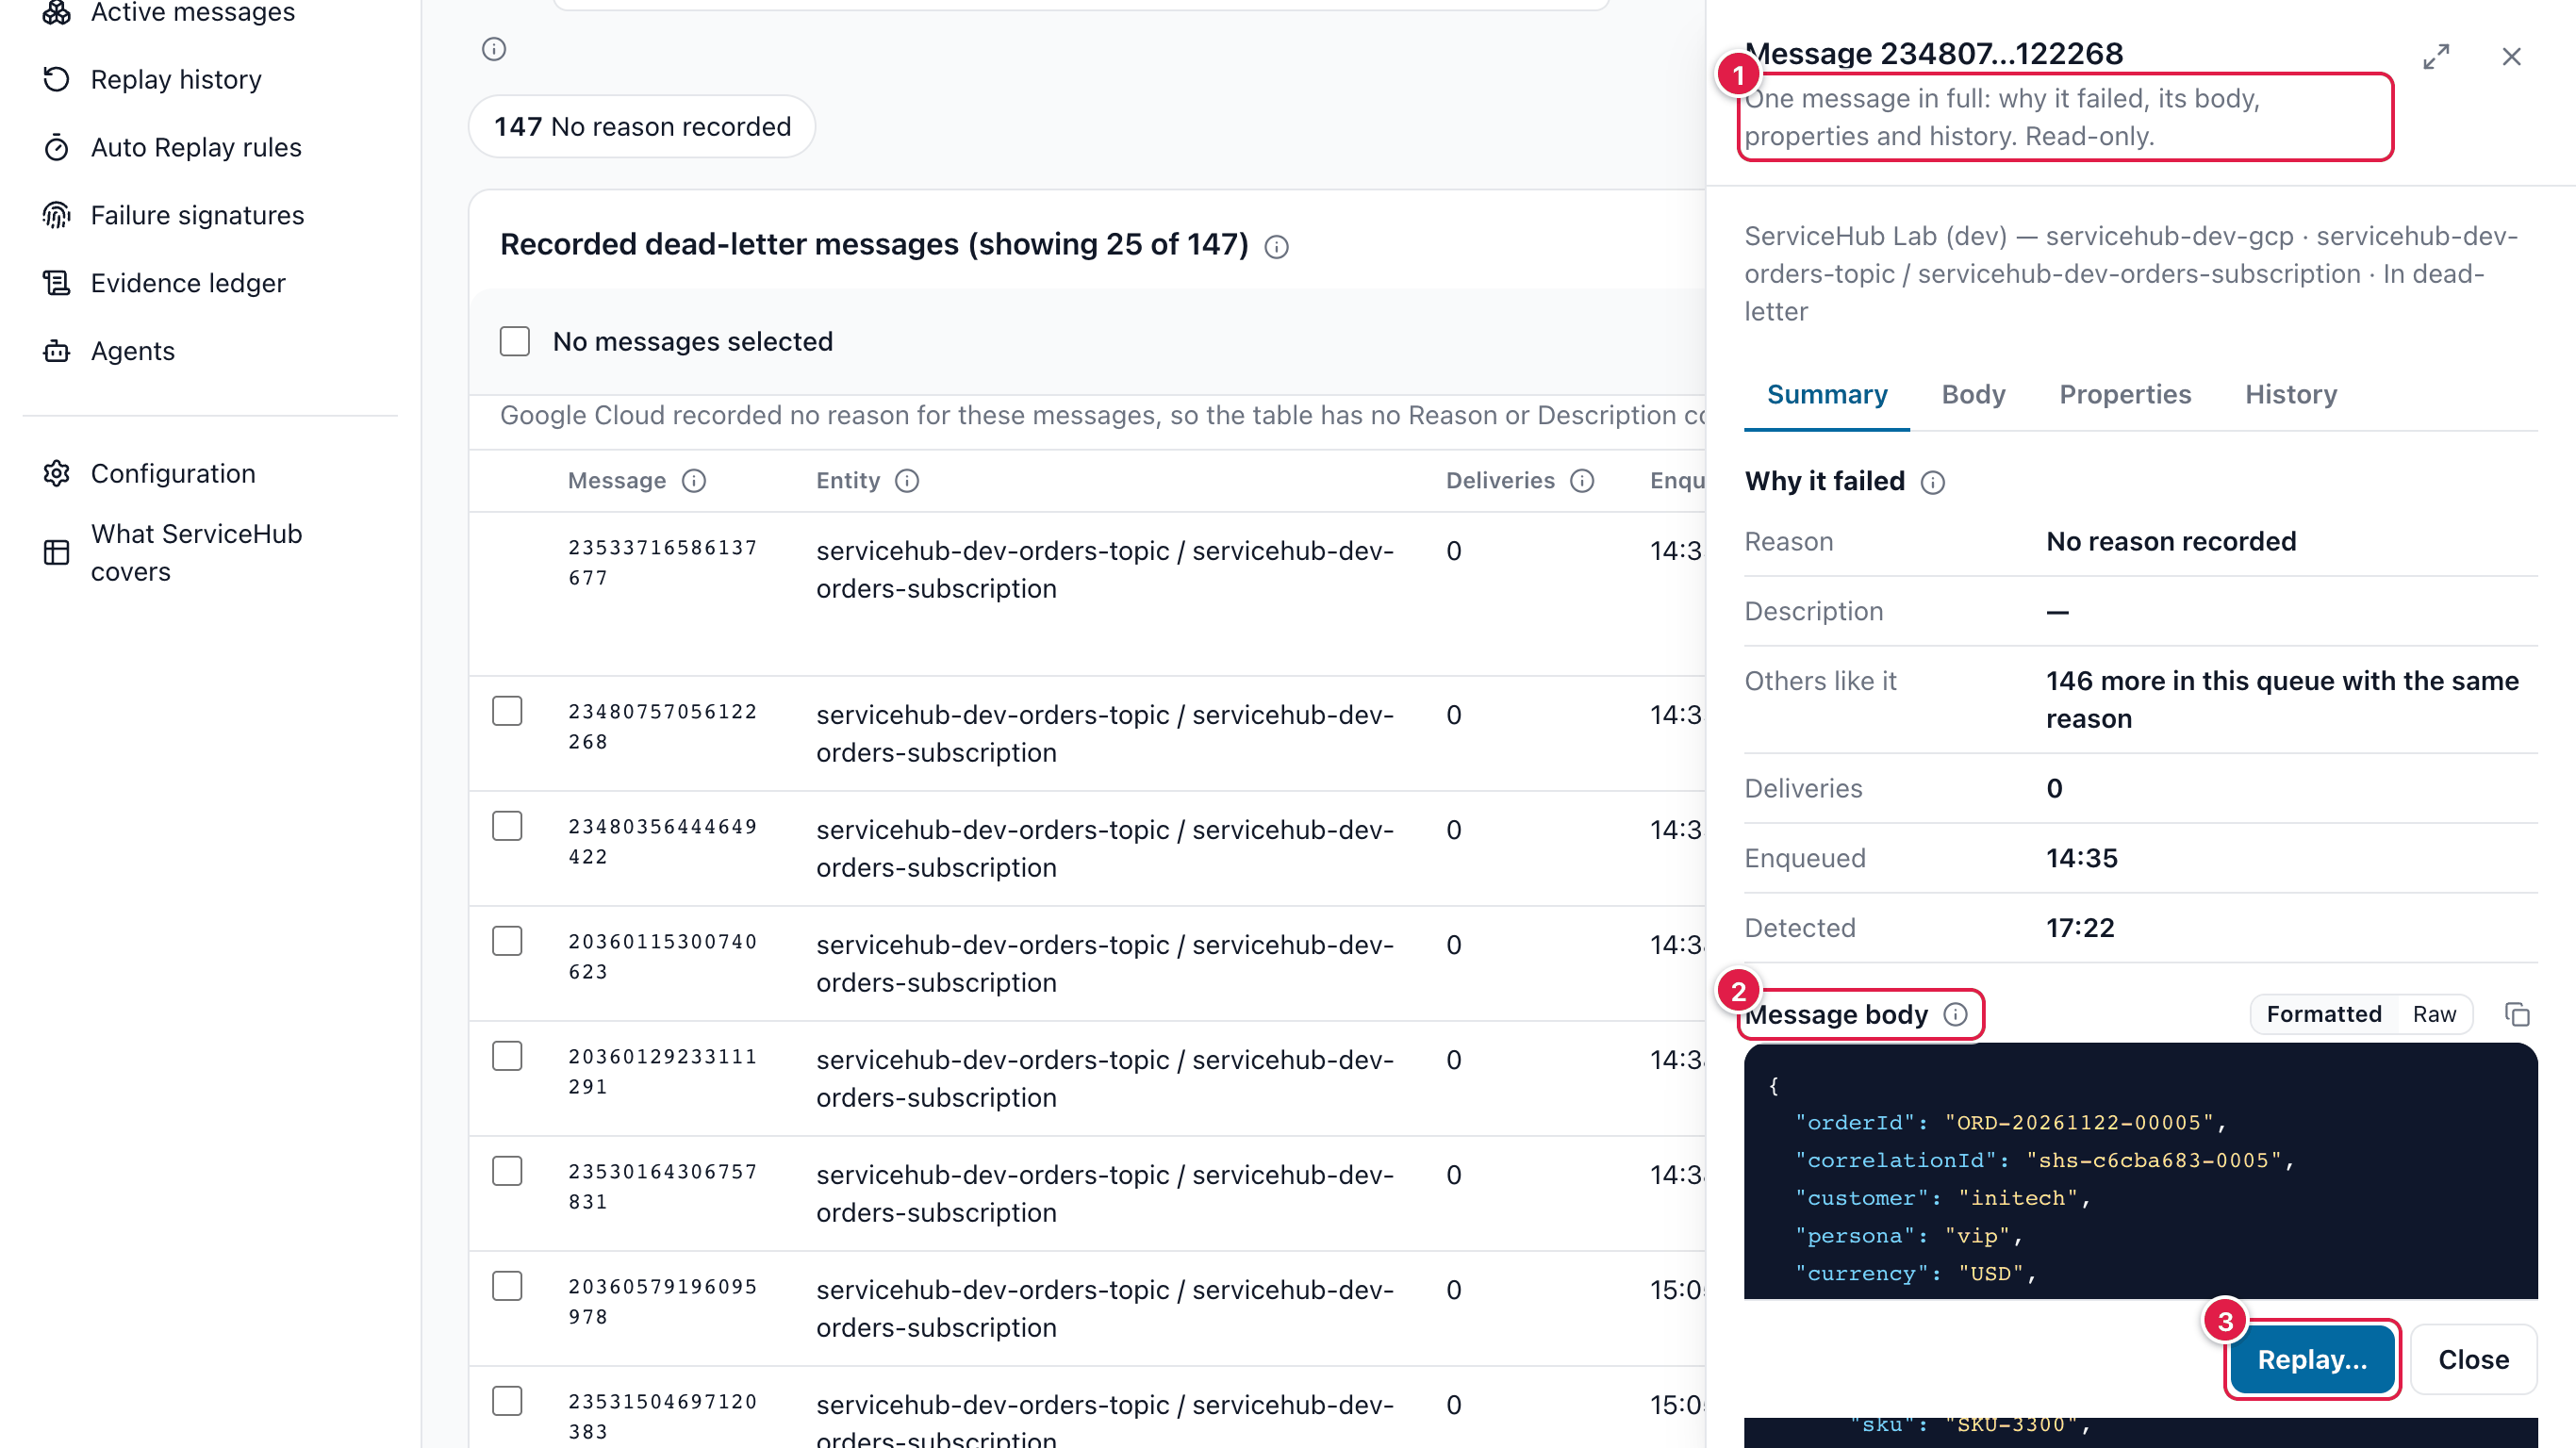 Active messages
Replay history
Auto Replay rules
Failure signatures
Evidence ledger
Agents
Configuration
What ServiceHub
covers
147 No reason recorded
Recorded dead-letter messages (showing 25 of 147)
No messages selected
Google Cloud recorded no reason for these messages, so the table has no Reason or Description
Message Entity Deliveries
23533716586137
677
servicehub-dev-orders-topic / servicehub-dev-
orders-subscription
0
23480757056122
268
servicehub-dev-orders-topic / servicehub-dev-
orders-subscription
0
23480356444649
422
servicehub-dev-orders-topic / servicehub-dev-
orders-subscription
0
20360115300740
623
servicehub-dev-orders-topic / servicehub-dev-
orders-subscription
0
20360129233111
291
servicehub-dev-orders-topic / servicehub-dev-
orders-subscription
0
23530164306757
831
servicehub-dev-orders-topic / servicehub-dev-
orders-subscription
0
20360579196095
978
servicehub-dev-orders-topic / servicehub-dev-
orders-subscription
0
23531504697120
383
servicehub-dev-orders-topic / servicehub-dev-
orders-subscription
0
Message 234807...122268
1
One message in full: why it failed, its body,
properties and history. Read-only.
ServiceHub Lab (dev) — servicehub-dev-gcp · servicehub-dev-
orders-topic / servicehub-dev-orders-subscription · In dead-
letter
Summary Body Properties History
Why it failed
Reason No reason recorded
Description —
Others like it 146 more in this queue with the same
reason
Deliveries 0
Enqueued 14:35
Detected 17:22
2
Message body Formatted Raw
{
"orderId": "ORD-20261122-00005",
"correlationId": "shs-c6cba683-0005",
"customer": "initech",
"persona": "vip",
"currency": "USD",
3
Replay... Close
"sku": "SKU-3300",